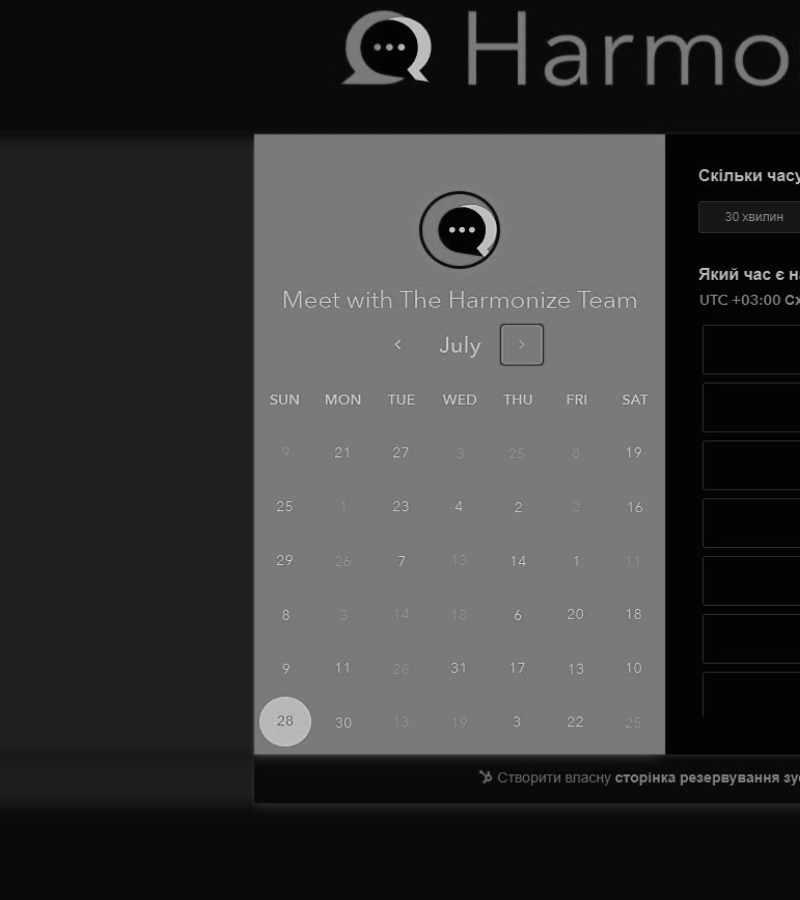 Harmo
Meet with The Harmonize Team
July
SUN MON TUE WED THU FRI SAT
9 21 27 3 25 8 19
25 1 23 4 2 2 16
29 26 7 13 14 1 11
8 3 14 18 6 20 18
9 11 28 31 17 13 10
28 30 13 19 3 22 25
Скільки часу
30 хвилин
Який час є на
UTC +03:00 Сх
Створити власну сторінка резервування зус